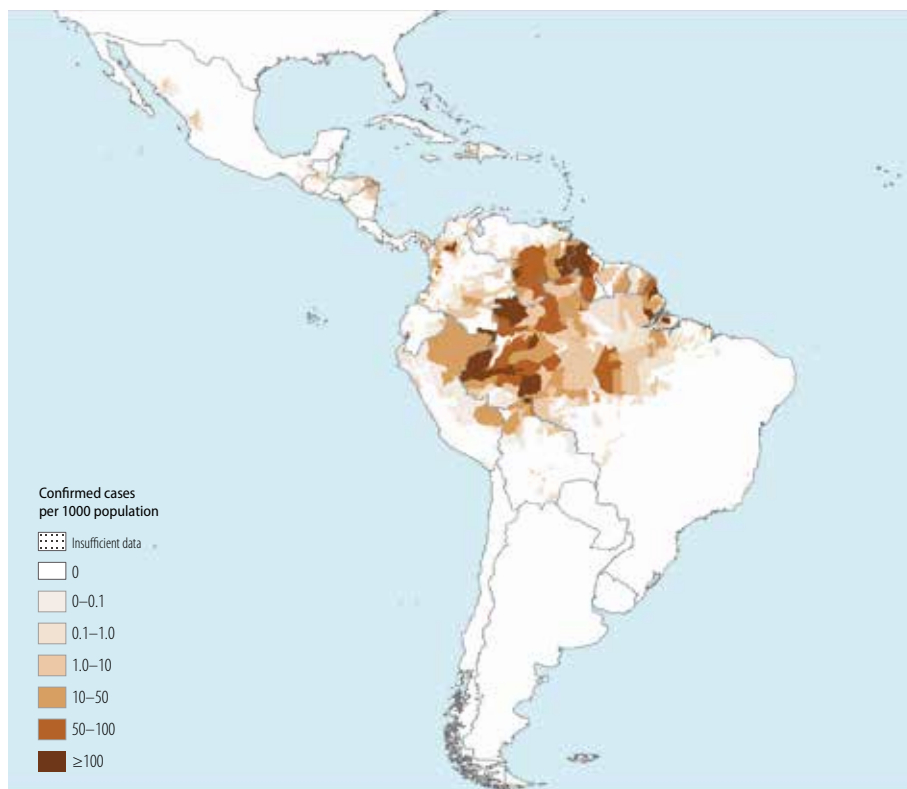 Confirmed cases
per 1000 population
Insufficient data
0
0–0.1
0.1–1.0
1.0–10
10–50
50–100
≥100